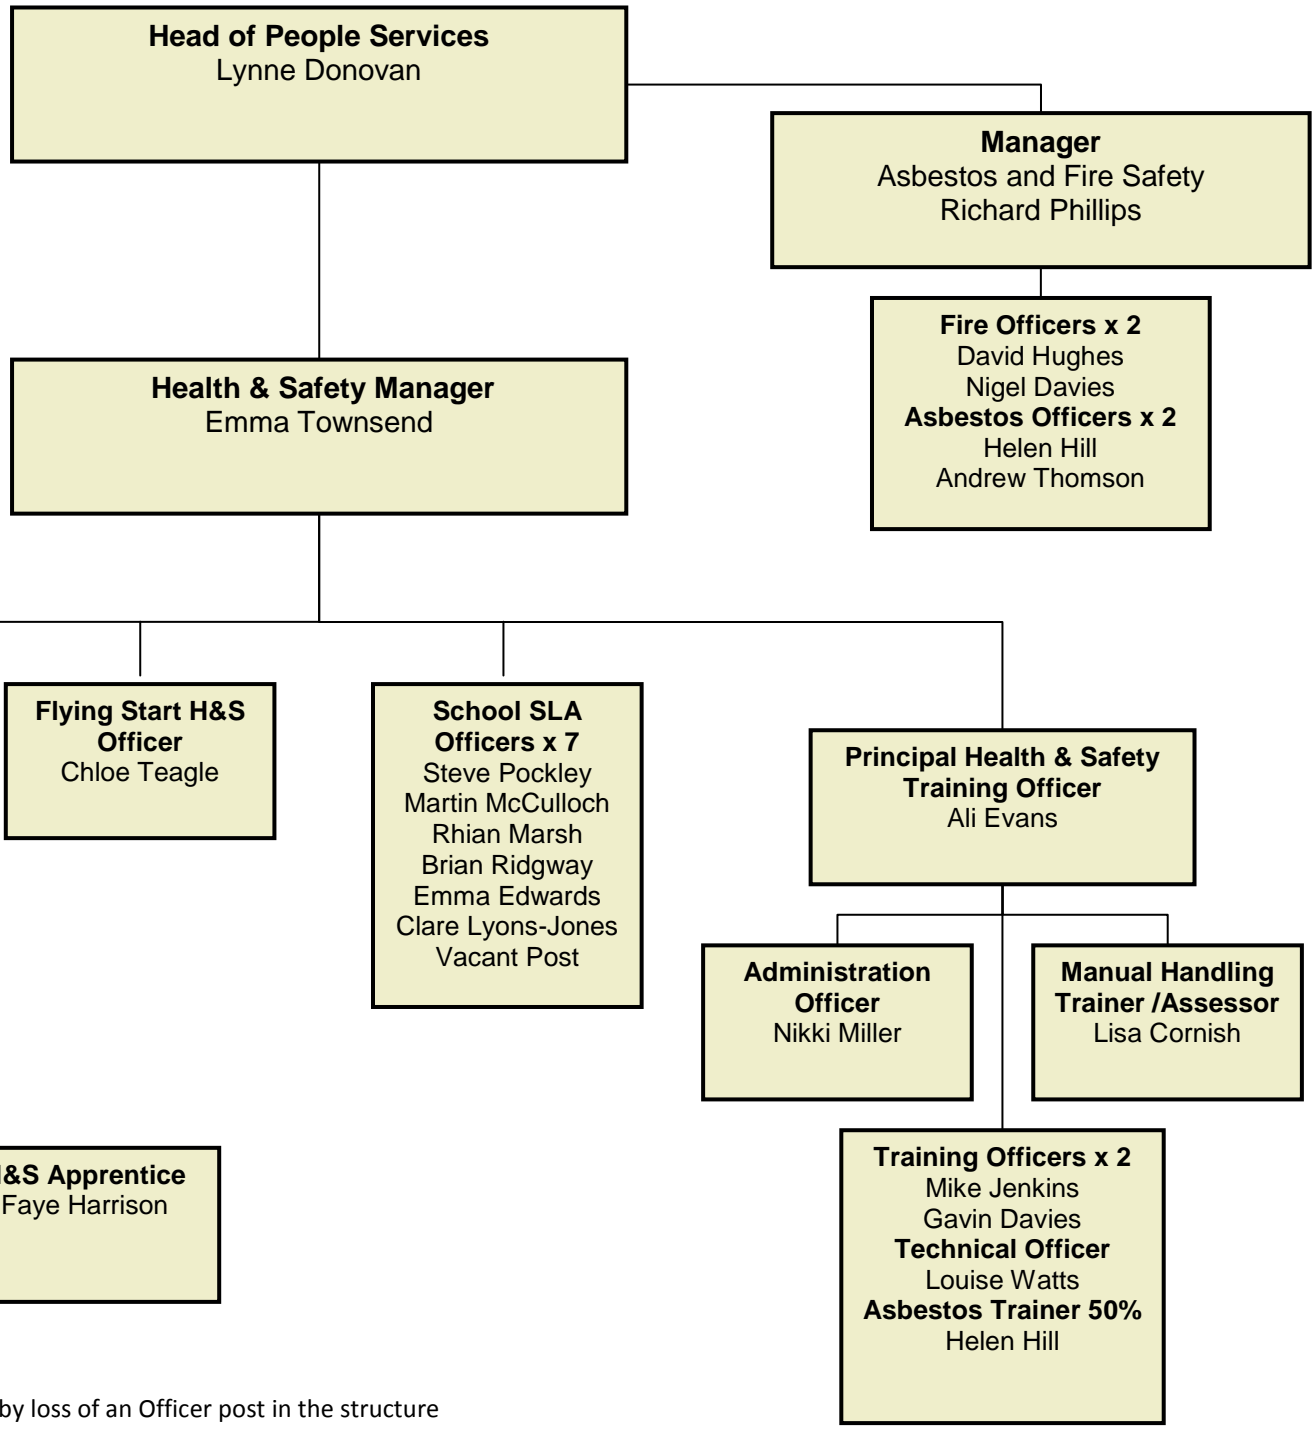 Head of People Services
Lynne Donovan
Manager
Asbestos and Fire Safety
Richard Phillips
Fire Officers x 2
David Hughes
Nigel Davies
Asbestos Officers x 2
Helen Hill
Andrew Thomson
Health & Safety Manager
Emma Townsend
Flying Start H&S
Officer
Chloe Teagle
School SLA
Officers x 7
Steve Pockley
Martin McCulloch
Rhian Marsh
Brian Ridgway
Emma Edwards
Clare Lyons-Jones
Vacant Post
Principal Health & Safety
Training Officer
Ali Evans
Administration
Officer
Nikki Miller
Manual Handling
Trainer /Assessor
Lisa Cornish
&S Apprentice
Faye Harrison
Training Officers x 2
Mike Jenkins
Gavin Davies
Technical Officer
Louise Watts
Asbestos Trainer 50%
Helen Hill
by loss of an Officer post in the structure